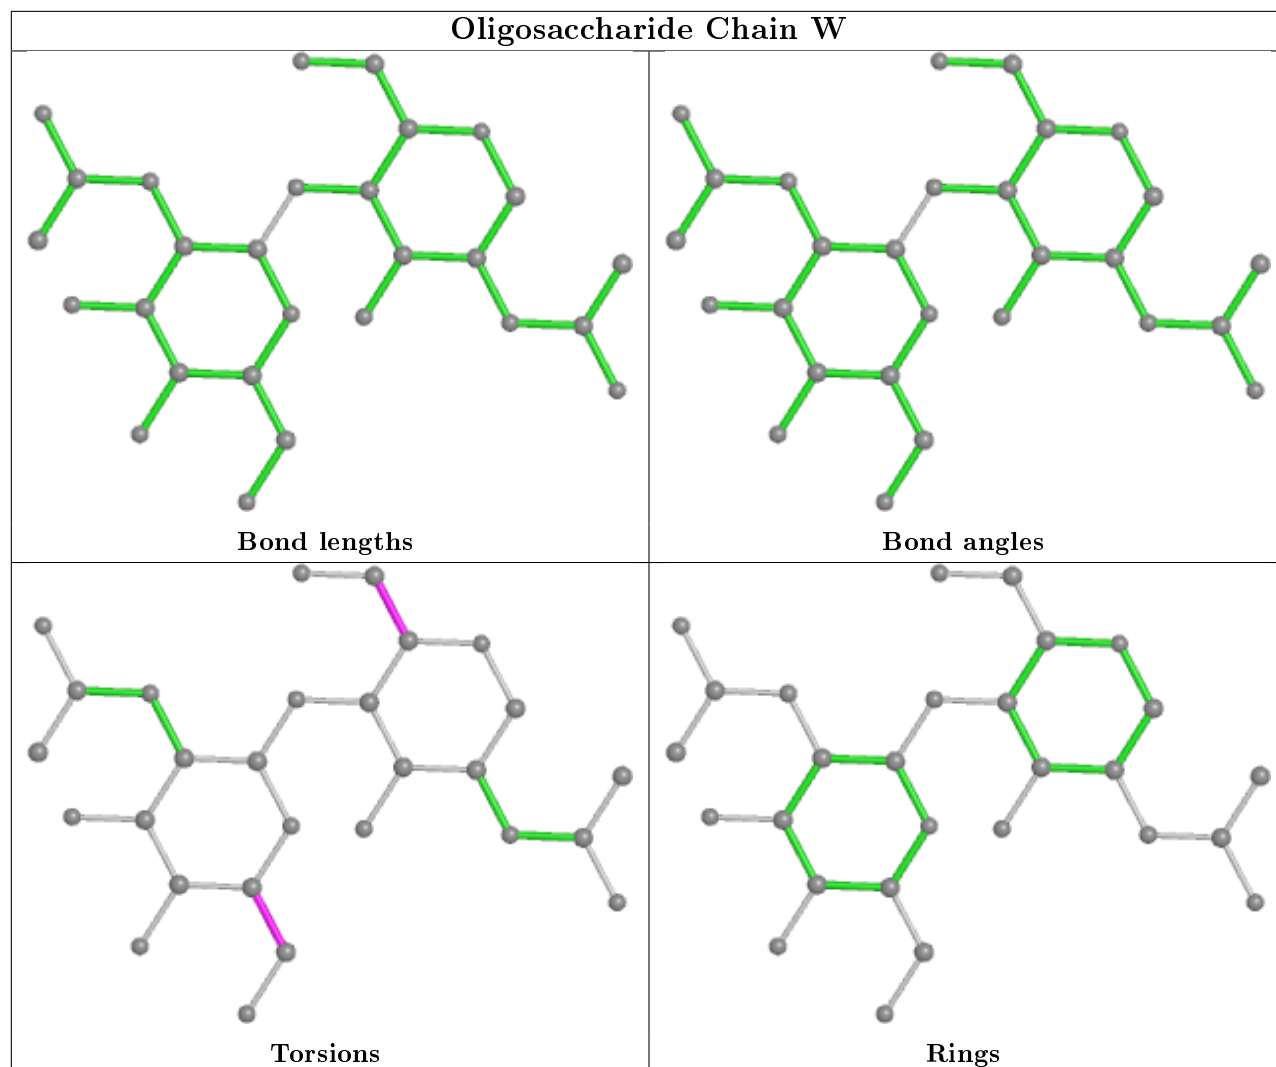 Oligosaccharide Chain W
Bond lengths
Bond angles
Torsions
Rings